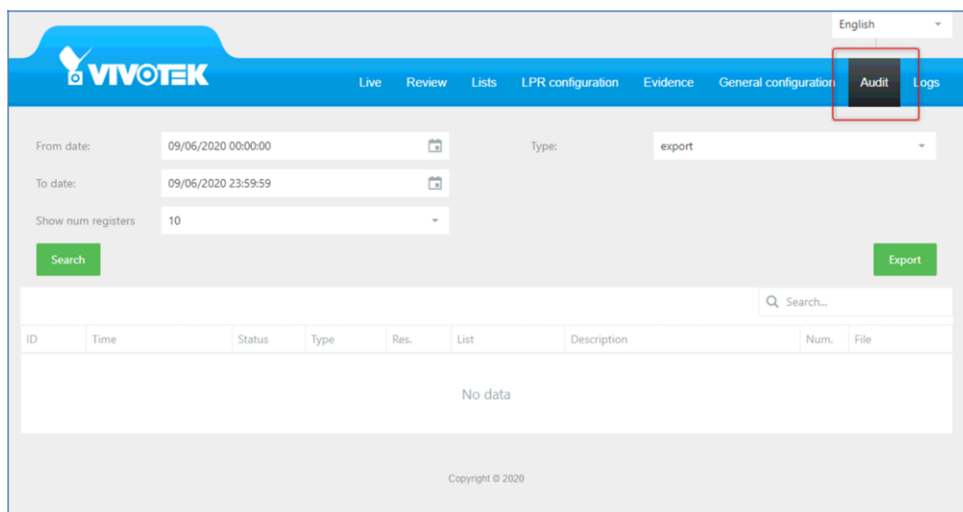 English
VIVOTEK
Live Review Lists LPR configuration Evidence General configuration Audit Logs
From date: 09/06/2020 00:00:00 Type: export
To date: 09/06/2020 23:59:59
Show num registers 10
Search Export
Search...
ID Time Status Type Res. List Description Num. File
No data
Copyright © 2020